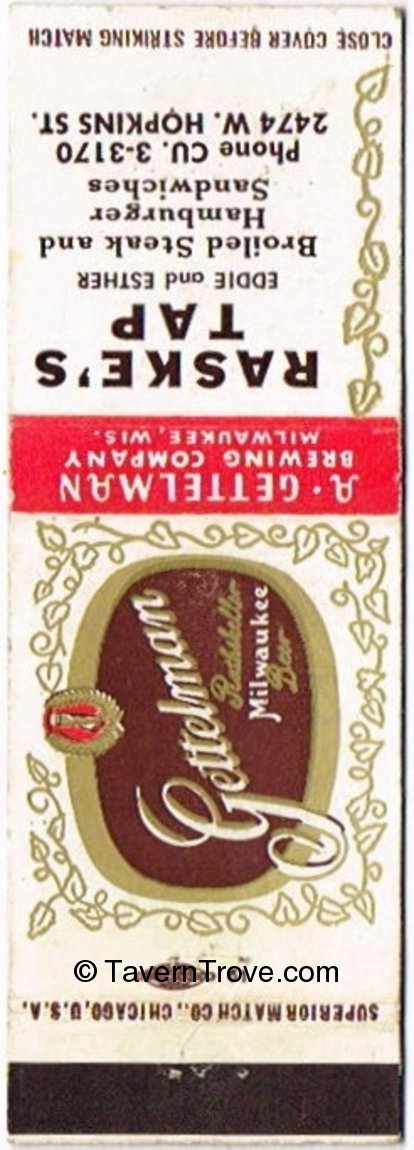 CLOSE COVER BEFORE STRIKING MATCH
RASKE'S
TAP
EDDIE and ESTHER
Broiled Steak and
Hamburger
Sandwiches
Phone CU. 3-3170
2474 W. HOPKINS ST.
A·GETTELMAN
BREWING COMPANY
MILWAUKEE, WIS.
Gettelman
Rathskeller
Milwaukee
Beer
© TavernTrove.com
SUPERIOR MATCH CO., CHICAGO, U.S.A.